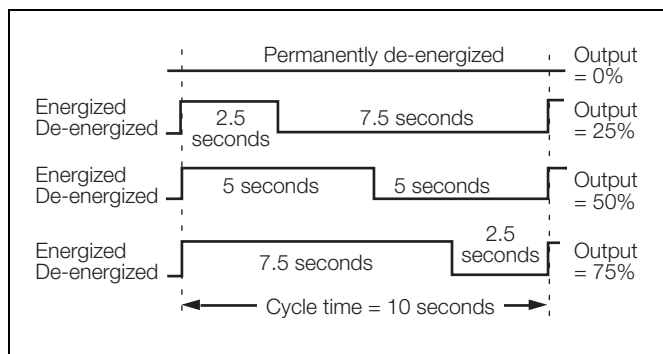 Permanently de-energized
Output
= 0%
Energized
De-energized
2.5
seconds
7.5 seconds
Output
= 25%
Energized
De-energized
5 seconds
5 seconds
Output
= 50%
Energized
De-energized
7.5 seconds
2.5
seconds
Output
= 75%
Cycle time = 10 seconds